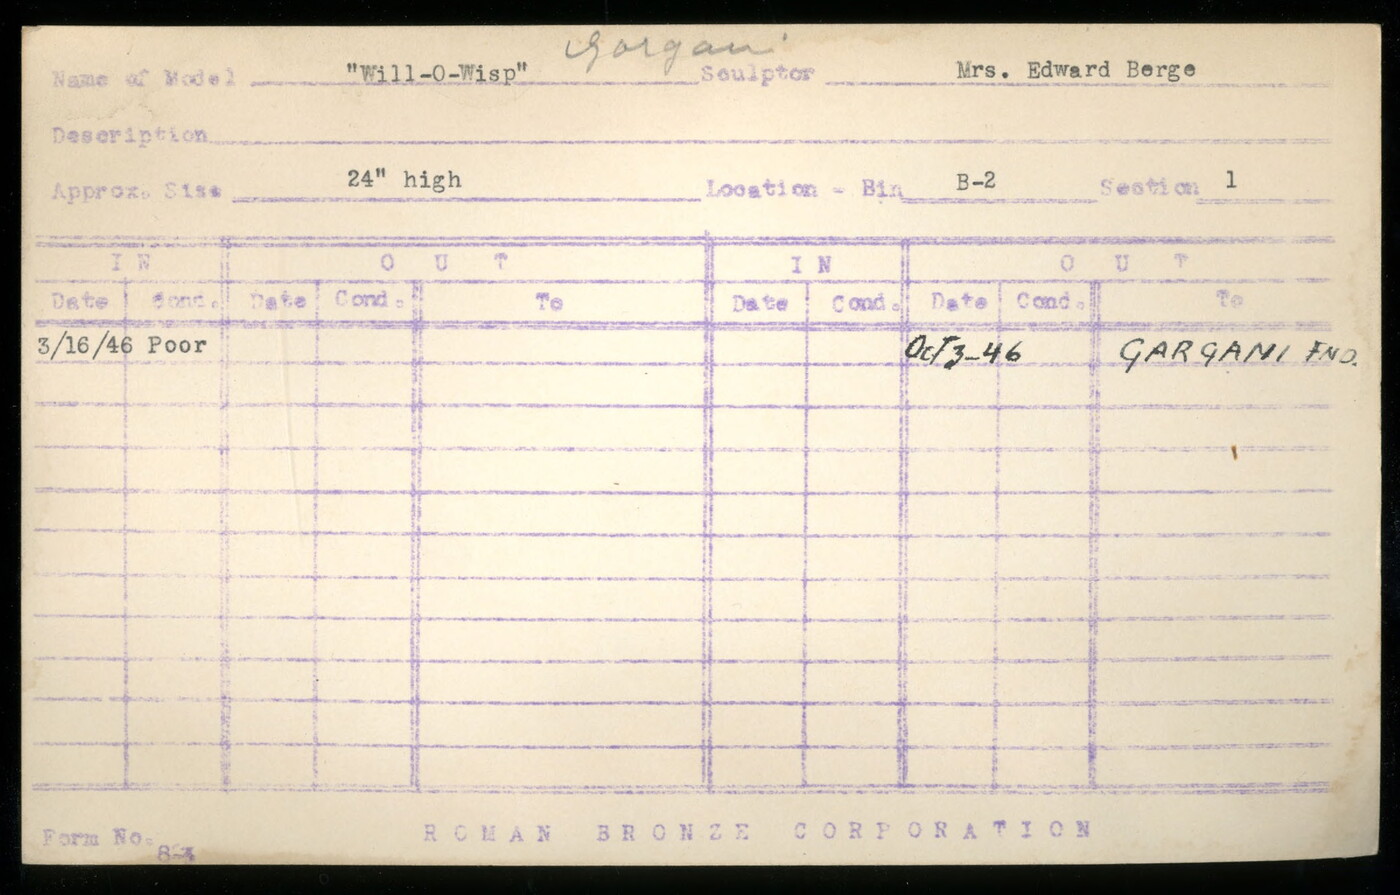 Gargani
Name of Model "Will-O-Wisp" Sculptor Mrs. Edward Berge
Description
Approx. Size 24" high Location - Bin B-2 Section 1
IN OUT IN OUT
Date Cond. Date Cond. To Date Cond. Date Cond. To
3/16/46 Poor Oct 3-46 GARGANI FND.
Form No. ROMAN BRONZE CORPORATION